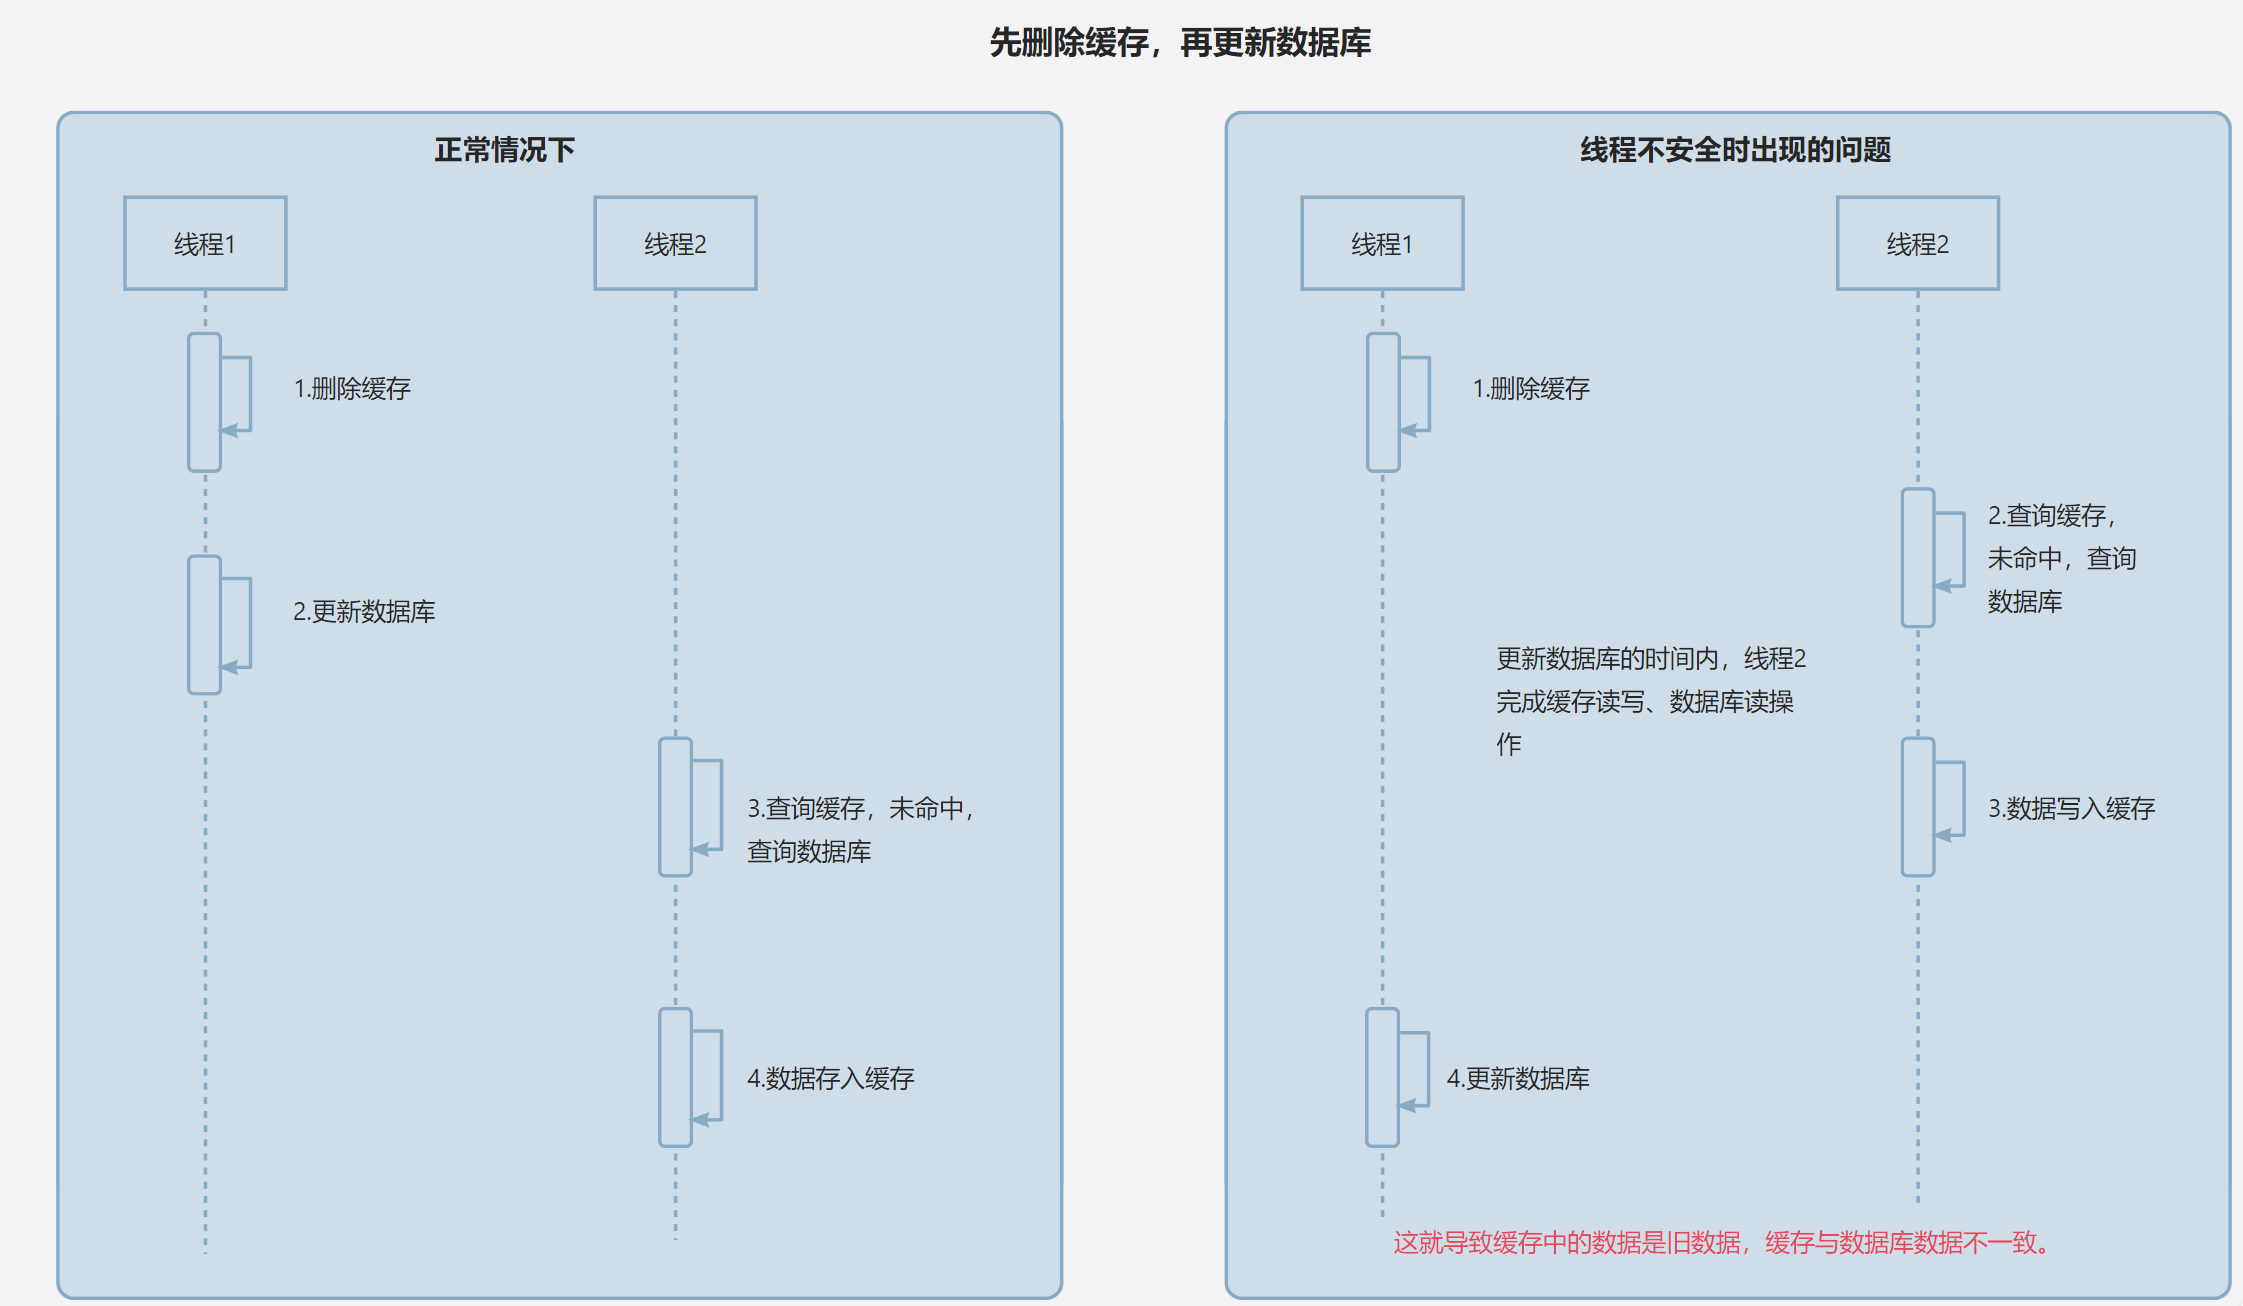 先删除缓存，再更新数据库
正常情况下
线程1
线程2
1.删除缓存
2.更新数据库
3.查询缓存，未命中，
查询数据库
4.数据存入缓存
线程不安全时出现的问题
线程1
线程2
1.删除缓存
2.查询缓存，
未命中，查询
数据库
更新数据库的时间内，线程2
完成缓存读写、数据库读操
作
3.数据写入缓存
4.更新数据库
这就导致缓存中的数据是旧数据，缓存与数据库数据不一致。